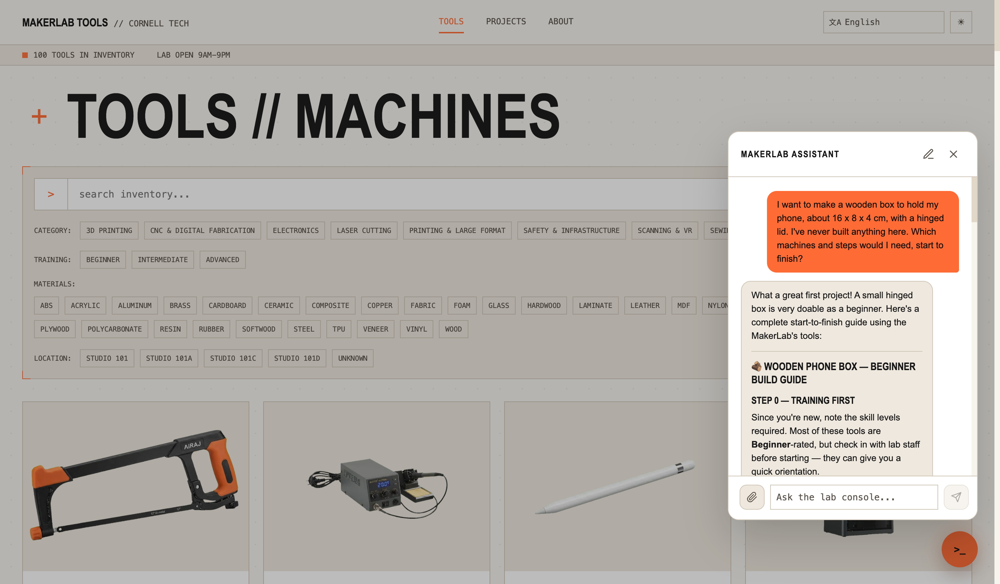 MAKERLAB TOOLS // CORNELL TECH
TOOLS PROJECTS ABOUT
文A English
100 TOOLS IN INVENTORY LAB OPEN 9AM–9PM
+ TOOLS // MACHINES
> search inventory...
CATEGORY: 3D PRINTING CNC & DIGITAL FABRICATION ELECTRONICS LASER CUTTING PRINTING & LARGE FORMAT SAFETY & INFRASTRUCTURE SCANNING & VR
TRAINING: BEGINNER INTERMEDIATE ADVANCED
MATERIALS:
ABS ACRYLIC ALUMINUM BRASS CARDBOARD CERAMIC COMPOSITE COPPER FABRIC FOAM GLASS HARDWOOD LAMINATE LEATHER MDF NYLON
PLYWOOD POLYCARBONATE RESIN RUBBER SOFTWOOD STEEL TPU VENEER VINYL WOOD
LOCATION: STUDIO 101 STUDIO 101A STUDIO 101C STUDIO 101D UNKNOWN
AiRAJ
12" Bi-metal 12"
MAKERLAB ASSISTANT
I want to make a wooden box to hold my
phone, about 16 x 8 x 4 cm, with a hinged
lid. I've never built anything here. Which
machines and steps would I need, start to
finish?
What a great first project! A small hinged
box is very doable as a beginner. Here's a
complete start-to-finish guide using the
MakerLab's tools:
🪵 WOODEN PHONE BOX — BEGINNER
BUILD GUIDE
STEP 0 — TRAINING FIRST
Since you're new, note the skill levels
required. Most of these tools are
Beginner-rated, but check in with lab staff
before starting — they can give you a
quick orientation.
Ask the lab console...
>_